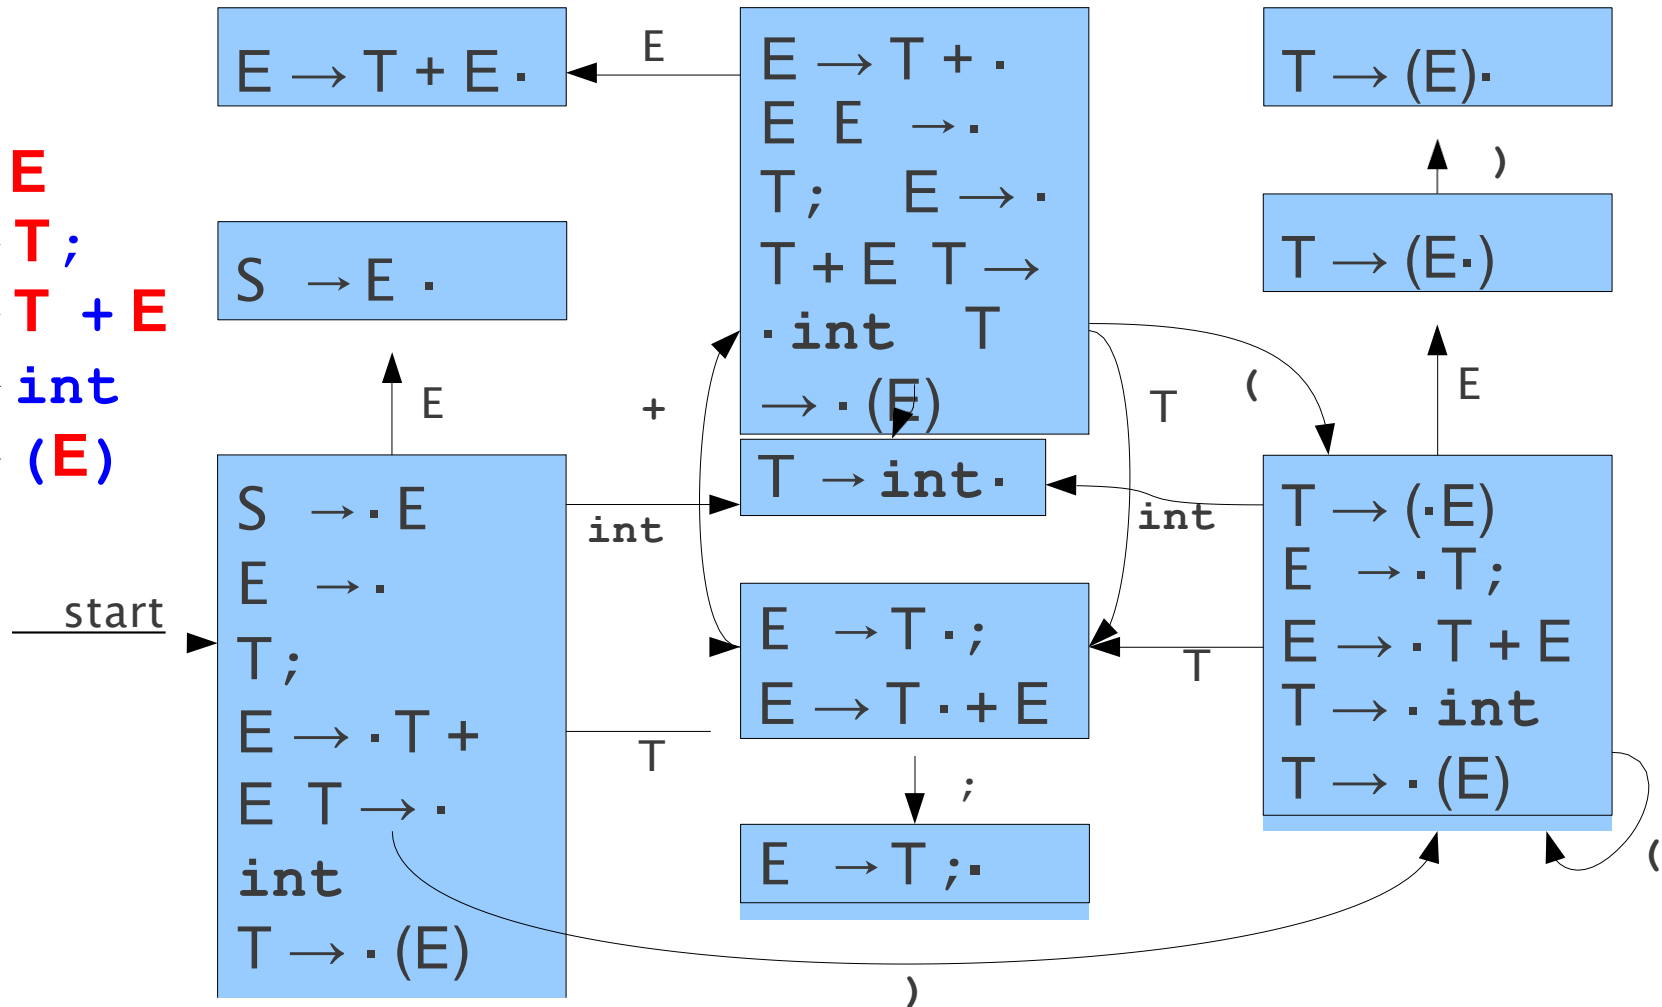 E
T ;
T + E
int
(E)
start
E → T + E ·
E
S → E ·
E
S → · E
E → ·
T ;
E → · T +
E T → ·
int
T → · (E)
int
T
+
E → T + ·
E E → ·
T ; E → ·
T + E T →
· int T
→ · (E)
T → int ·
E → T · ;
E → T · + E
;
E → T ; ·
)
T
(
int
T
T → (E) ·
)
T → (E · )
E
T → ( · E)
E → · T ;
E → · T + E
T → · int
T → · (E)
(